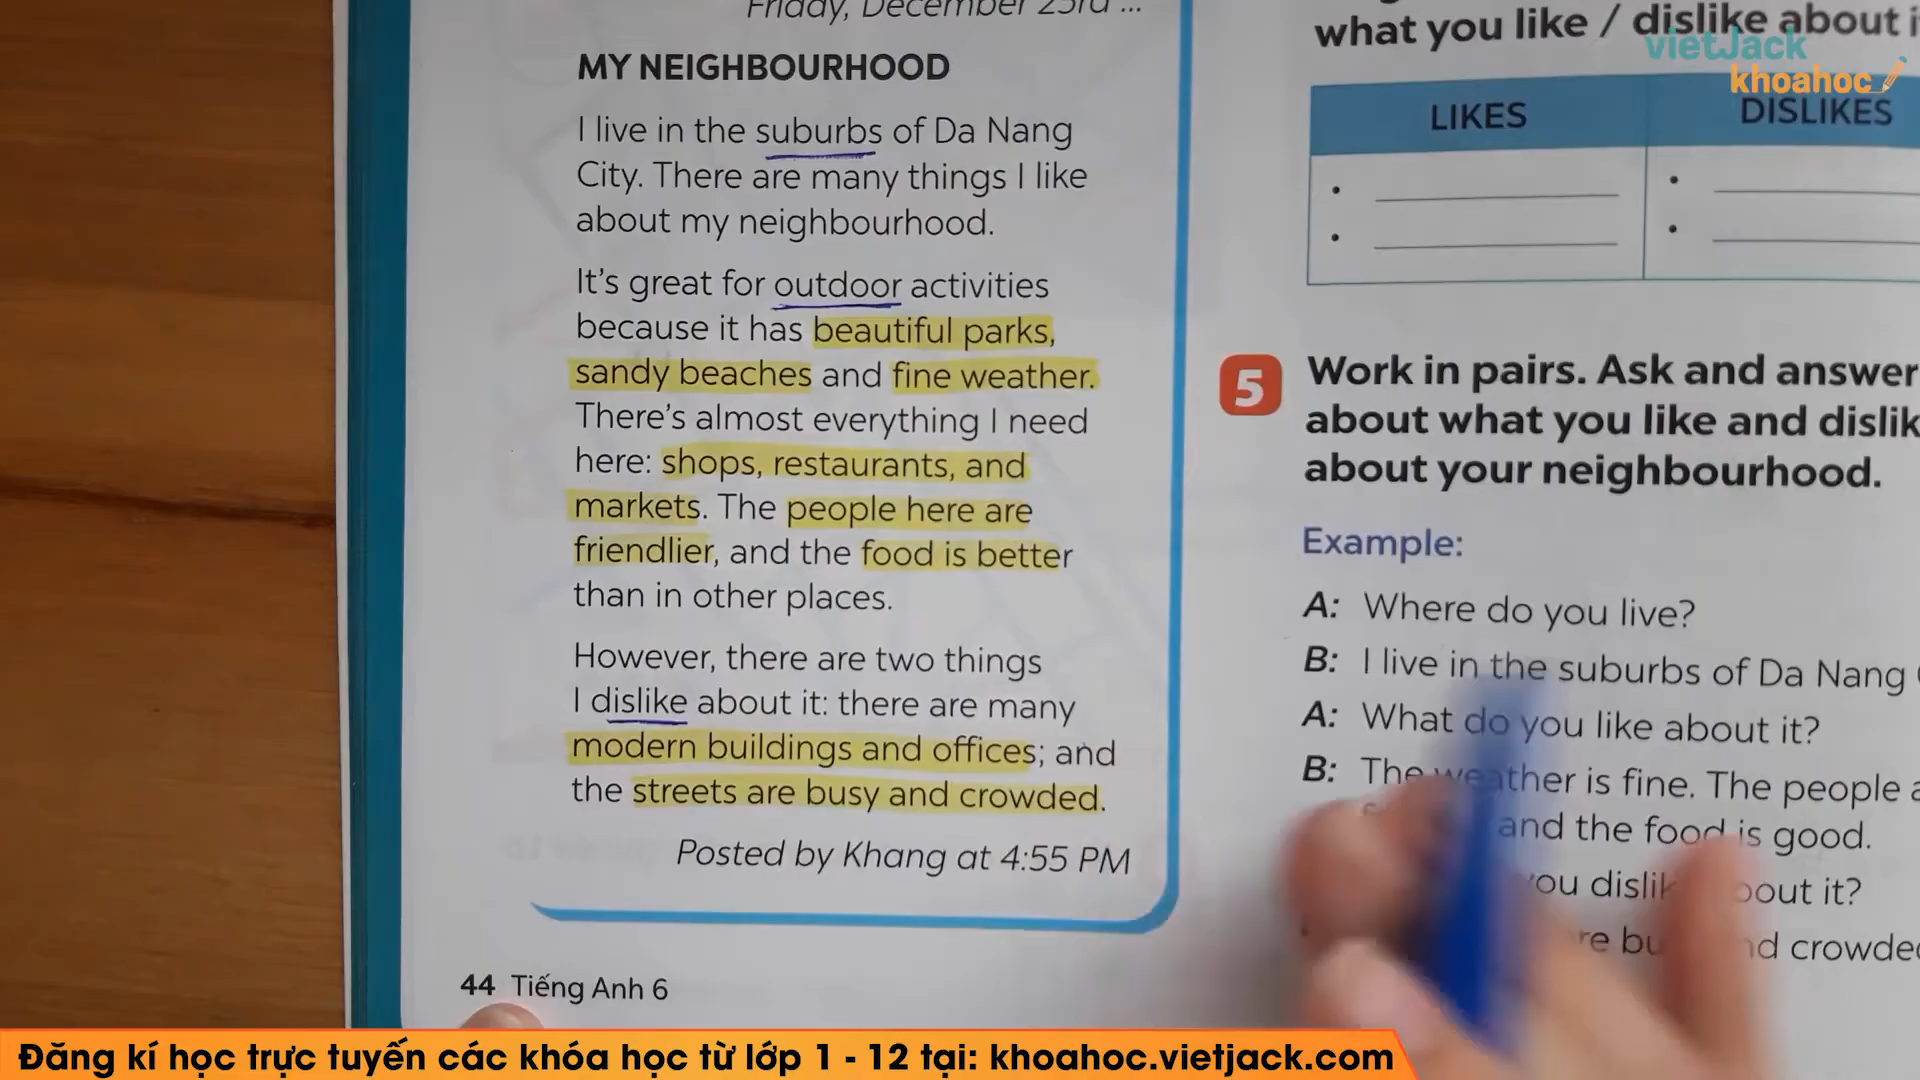 Friday, December 23rd ...
MY NEIGHBOURHOOD
I live in the suburbs of Da Nang
City. There are many things I like
about my neighbourhood.
It's great for outdoor activities
because it has beautiful parks,
sandy beaches and fine weather.
There's almost everything I need
here: shops, restaurants, and
markets. The people here are
friendlier, and the food is better
than in other places.
However, there are two things
I dislike about it: there are many
modern buildings and offices; and
the streets are busy and crowded.
Posted by Khang at 4:55 PM
44 Tiếng Anh 6
what you like / dislike about
vietJack
khoahoc
LIKES
DISLIKES
5
Work in pairs. Ask and answer
about what you like and
about your neighbourhood.
Example:
A: Where do you live?
B: I live in the suburbs of Da Nang
A: What do you like about it?
B: The weather is fine. The people
and the food is good.
you about it?
Đăng kí học trực tuyến các khóa học từ lớp 1 - 12 tại: khoahoc.vietjack.com